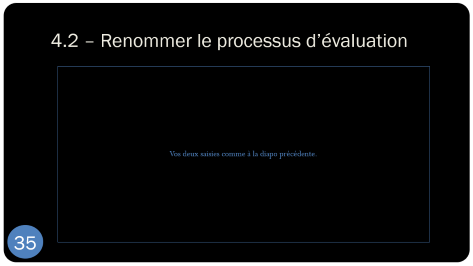 4.2 – Renommer le processus d’évaluation
Vos deux saisies comme à la diapo précédente.
35